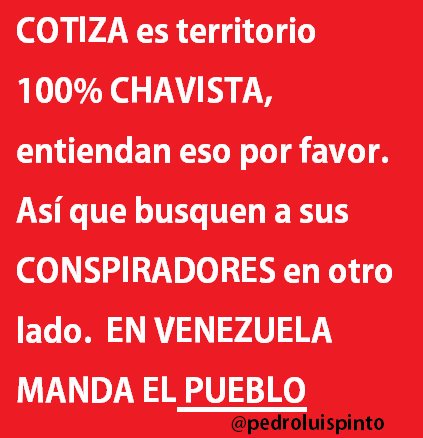 COTIZA es territorio
100% CHAVISTA,
entiendan eso por favor.
Así que busquen a sus
CONSPIRADORES en otro
lado. EN VENEZUELA
MANDA EL PUEBLO
@pedroluispinto